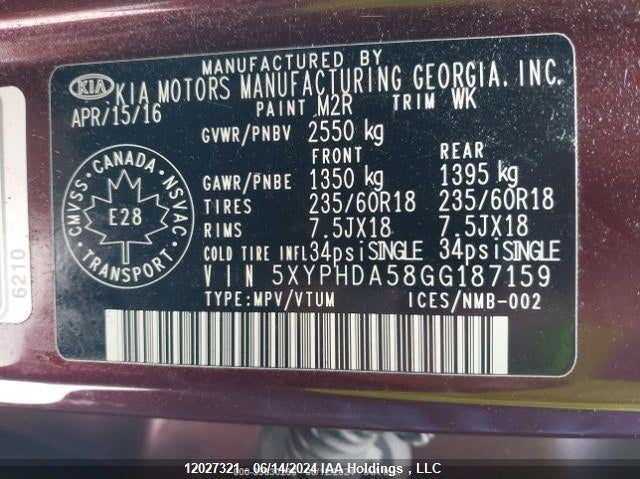 MANUFACTURED BY
KIA KIA MOTORS MANUFACTURING GEORGIA, INC.
APR/15/16 PAINT M2R TRIM WK
GVWR/PNBV 2550 kg
FRONT REAR
GAWR/PNBE 1350 kg 1395 kg
TIRES 235/60R18 235/60R18
RIMS 7.5JX18 7.5JX18
COLD TIRE INFL 34psi SINGLE 34psi SINGLE
VIN 5XYPHDA58GG187159
TYPE:MPV/VTUM ICES/NMB-002
CMVSS · CANADA · NSVAC
E28
TRANSPORT
6210
12027321 - 06/14/2024 IAA Holdings , LLC